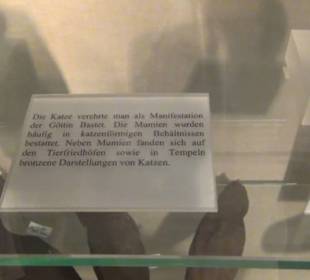 Die Katze verehrte man als Manifestation
der Göttin Bastet. Die Mumien wurden
häufig in katzenförmigen Behältnissen
bestattet. Neben Mumien fanden sich auf
den Tierfriedhöfen sowie in Tempeln
bronzene Darstellungen von Katzen.